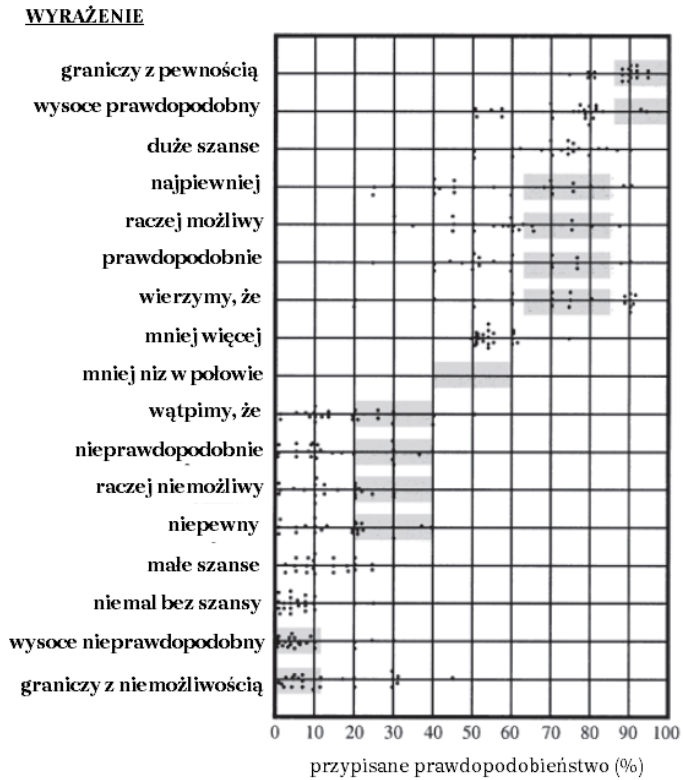 WYRAŻENIE
graniczy z pewnością
wysoce prawdopodobny
duże szanse
najpiewniej
raczej możliwy
prawdopodobnie
wierzymy, że
mniej więcej
mniej niz w połowie
wątpimy, że
nieprawdopodobnie
raczej niemożliwy
niepewny
małe szanse
niemal bez szansy
wysoce nieprawdopodobny
graniczy z niemożliwością
0 10 20 30 40 50 60 70 80 90 100
przypisane prawdopodobieństwo (%)